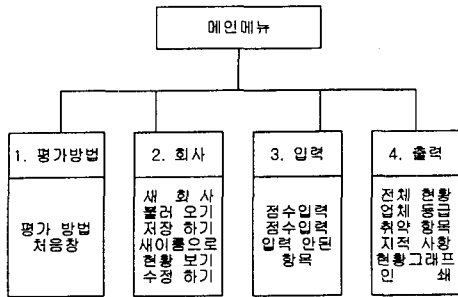 메인메뉴
1. 평가방법
평가 방법
처음창
2. 회사
새 회 사
불러 오기
저장 하기
새이름으로
현황 보기
수정 하기
3. 입력
점수입력
점수입력
입력 안된
항목
4. 출력
전체 현황
업체 등급
취약 항목
지적 사항
현황그래프
인 쇄